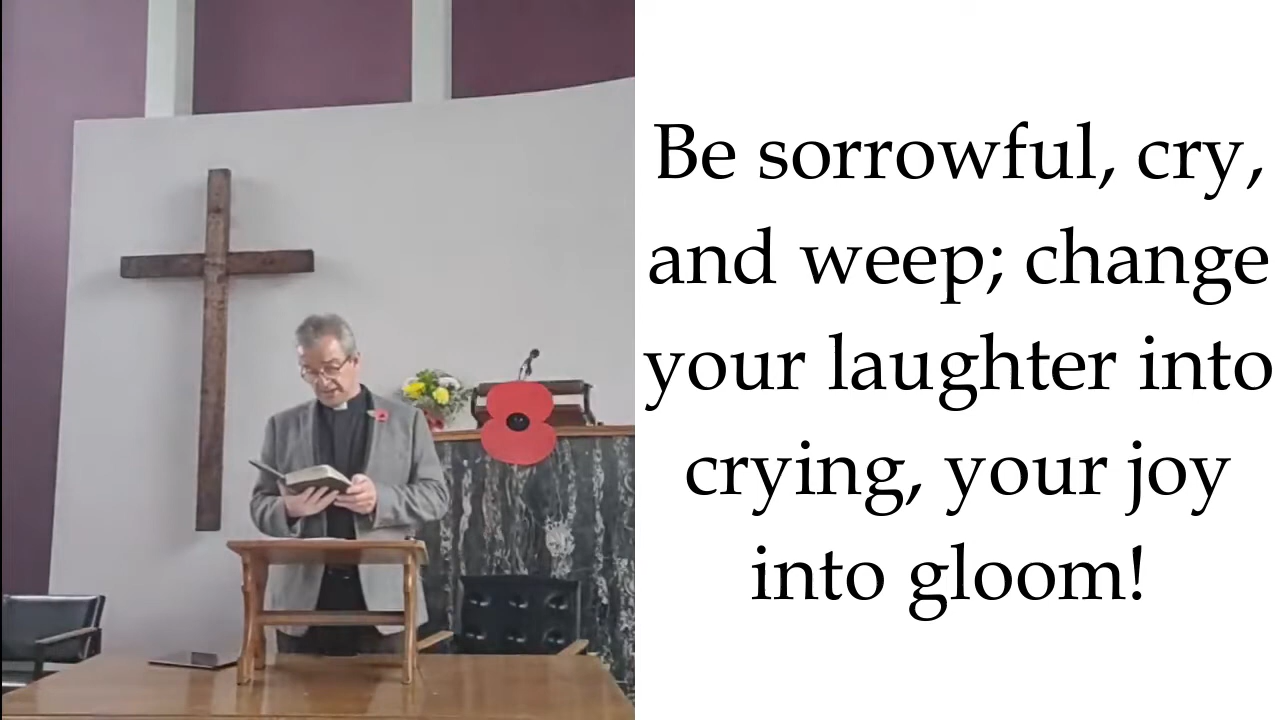 Be sorrowful, cry,
and weep; change
your laughter into
crying, your joy
into gloom!